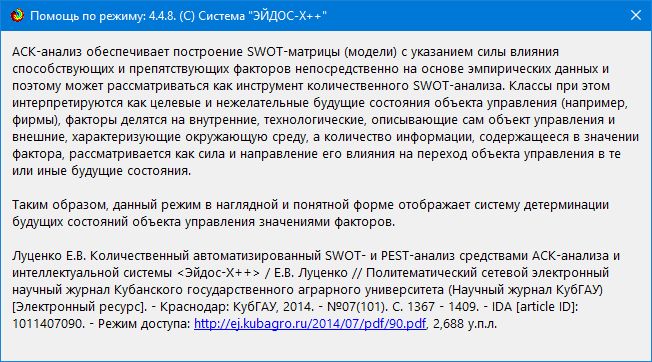 Помощь по режиму: 4.4.8. (C) Система "ЭЙДОС-X++"
АСК-анализ обеспечивает построение SWOT-матрицы (модели) с указанием силы влияния
способствующих и препятствующих факторов непосредственно на основе эмпирических данных и
поэтому может рассматриваться как инструмент количественного SWOT-анализа. Классы при этом
интерпретируются как целевые и нежелательные будущие состояния объекта управления (например,
фирмы), факторы делятся на внутренние, технологические, описывающие сам объект управления и
внешние, характеризующие окружающую среду, а количество информации, содержащееся в значении
фактора, рассматривается как сила и направление его влияния на переход объекта управления в те
или иные будущие состояния.
Таким образом, данный режим в наглядной и понятной форме отображает систему детерминации
будущих состояний объекта управления значениями факторов.
Луценко Е.В. Количественный автоматизированный SWOT- и PEST-анализ средствами АСК-анализа и
интеллектуальной системы <Эйдос-X++> / Е.В. Луценко // Политематический сетевой электронный
научный журнал Кубанского государственного аграрного университета (Научный журнал КубГАУ)
[Электронный ресурс]. - Краснодар: КубГАУ, 2014. - №07(101). С. 1367 - 1409. - IDA [article ID]:
1011407090. - Режим доступа: http://ej.kubagro.ru/2014/07/pdf/90.pdf, 2,688 у.п.л.